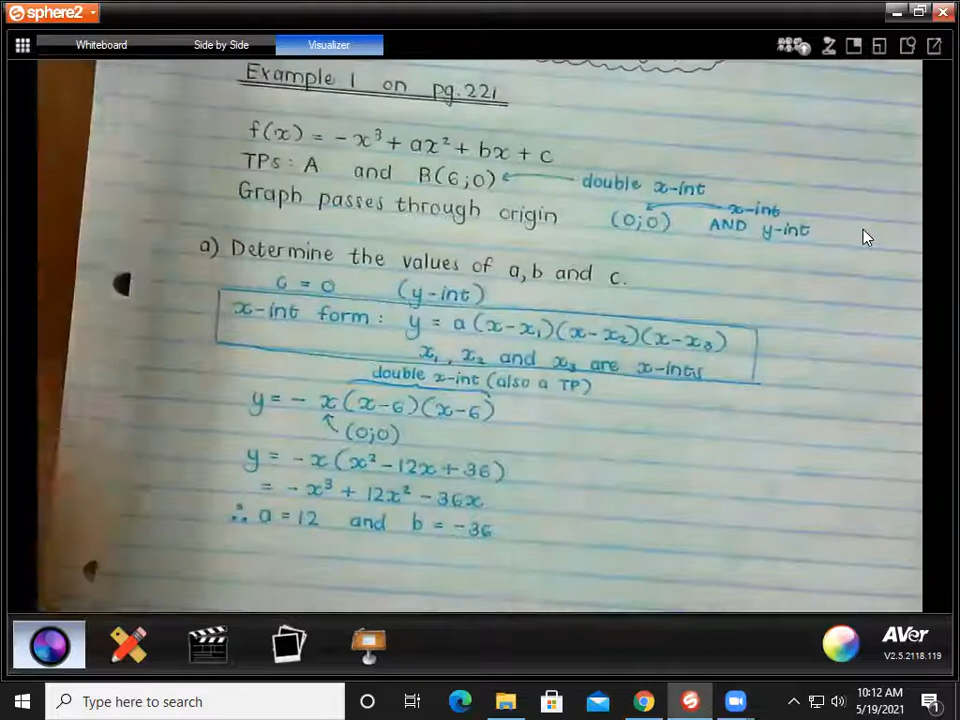 sphere2
Whiteboard
Side by Side
Visualizer
Example 1 on pg.221
f(x) = -x³ + ax² + bx + c
TPs: A and B(6;0) ← double x-int
Graph passes through origin (0;0) x-int
AND y-int
a) Determine the values of a, b and c.
c = 0 (y-int)
x-int form: y = a(x-x₁)(x-x₂)(x-x₃)
x₁, x₂ and x₃ are x-ints
double x-int (also a TP)
y = - x(x-6)(x-6)
(0;0)
y = -x(x²-12x+36)
= -x³ + 12x² - 36x
∴ a = 12 and b = -36
AVer
V2.5.2118.119
Type here to search
10:12 AM
5/19/2021
1